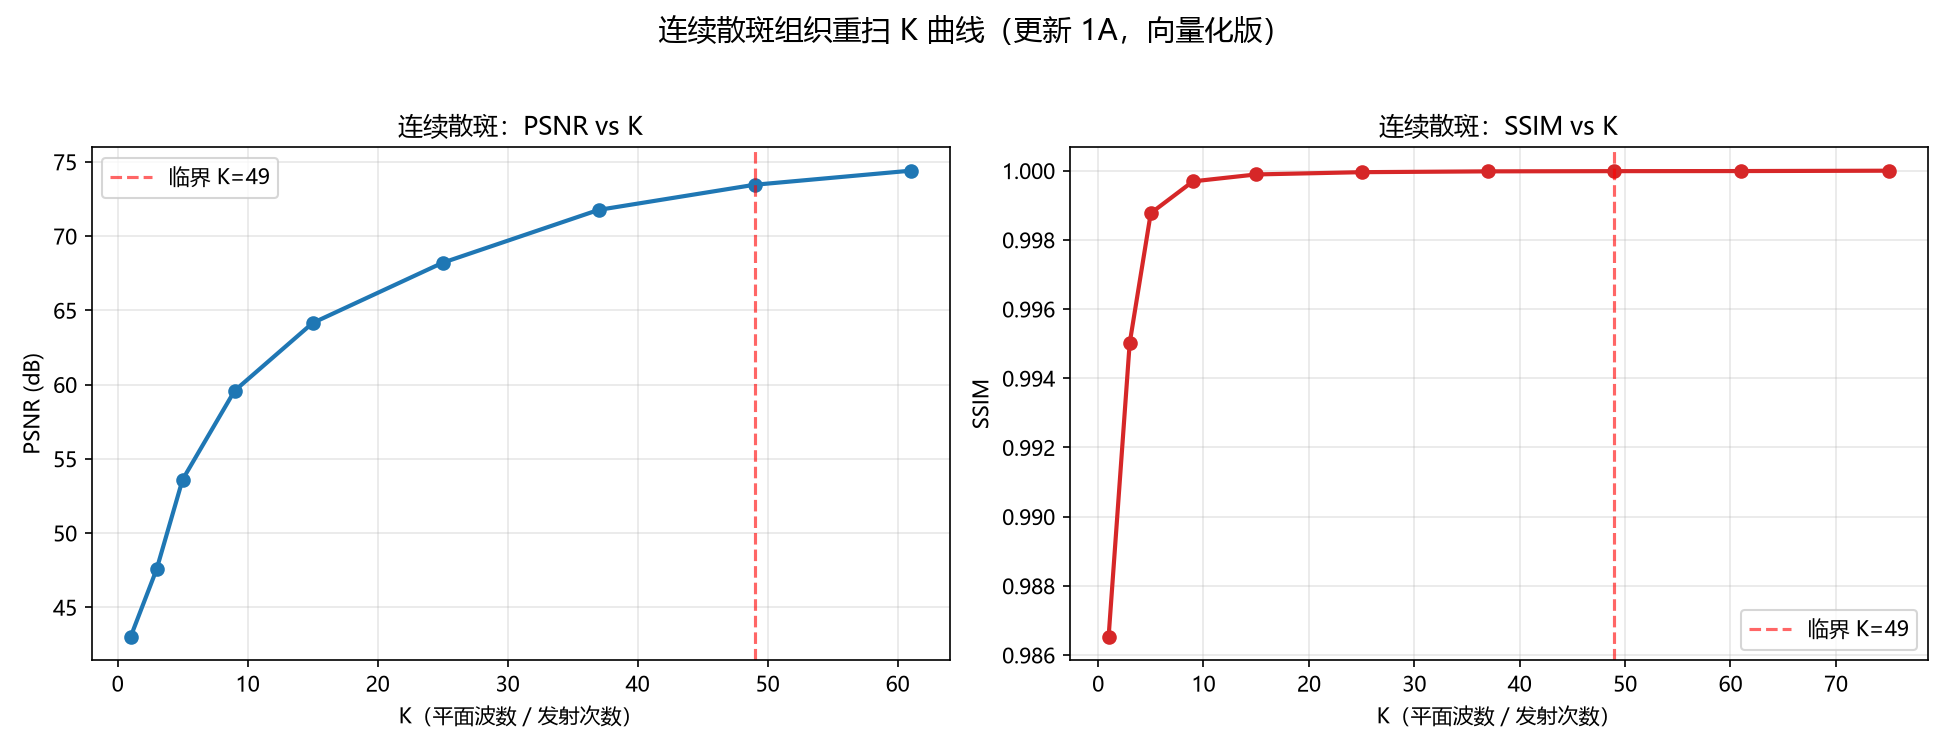 连续散斑组织重扫 K 曲线（更新 1A，向量化版）
连续散斑：PSNR vs K
临界 K=49
PSNR (dB)
75
70
65
60
55
50
45
0 10 20 30 40 50 60
K（平面波数 / 发射次数）
连续散斑：SSIM vs K
SSIM
1.000
0.998
0.996
0.994
0.992
0.990
0.988
0.986
临界 K=49
0 10 20 30 40 50 60 70
K（平面波数 / 发射次数）